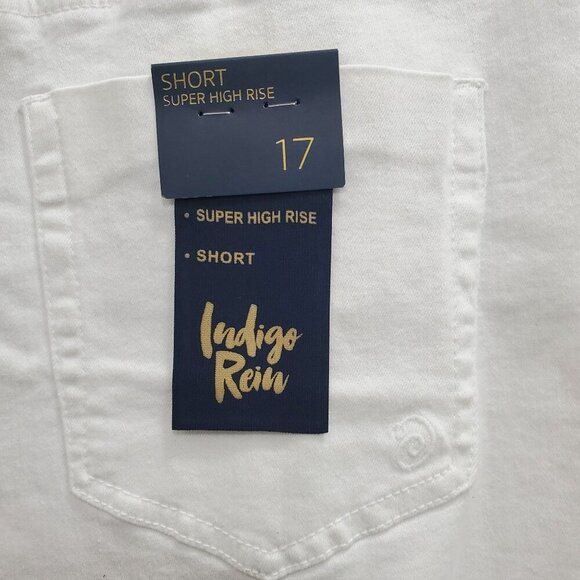 SHORT
SUPER HIGH RISE
17
• SUPER HIGH RISE
• SHORT
Indigo
Rein